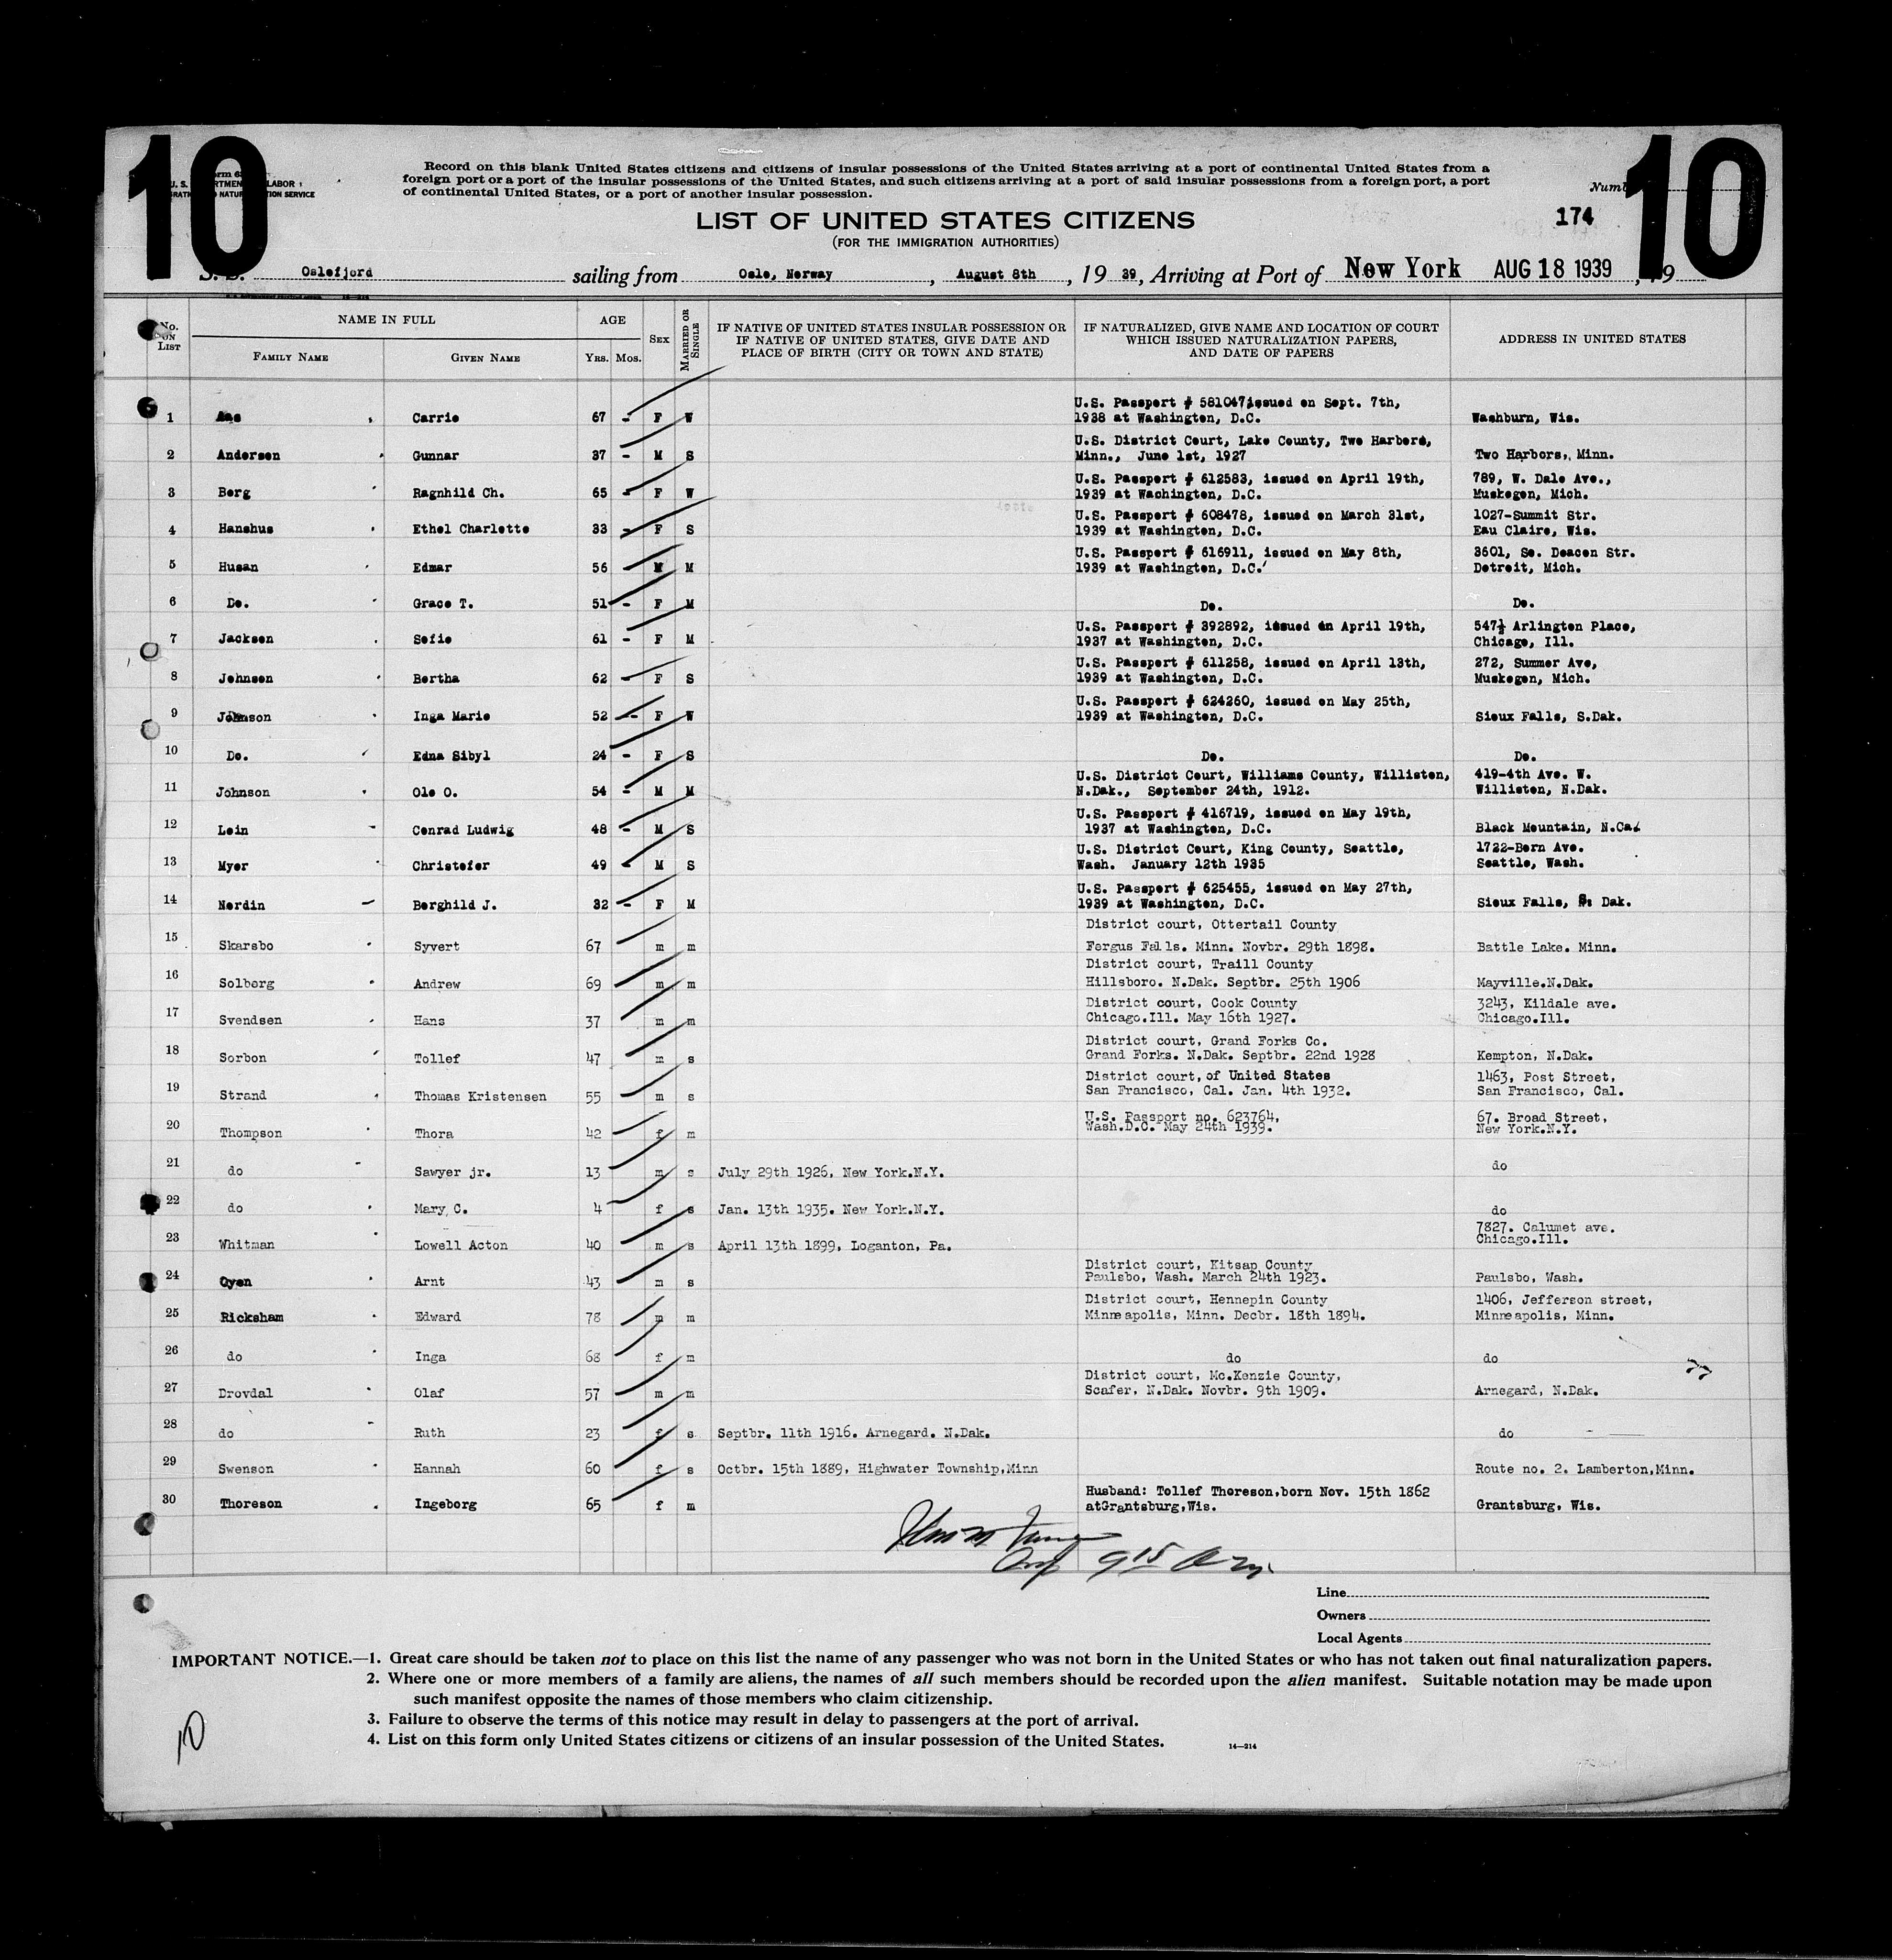 10
10
Record on this blank United States citizens and citizens of insular possessions of the United States arriving at a port of continental United States from a
foreign port or a port of the insular possessions of the United States, and such citizens arriving at a port of said insular possessions from a foreign port, a port
of continental United States, or a port of another insular possession.
LIST OF UNITED STATES CITIZENS
(FOR THE IMMIGRATION AUTHORITIES)
174
S. S. Oslofjord sailing from Oslo, Norway, August 8th, 19 39, Arriving at Port of New York AUG 18 1939, 19
No. ON LIST
NAME IN FULL
FAMILY NAME
GIVEN NAME
AGE
YRS. MOS.
SEX
MARRIED OR SINGLE
IF NATIVE OF UNITED STATES INSULAR POSSESSION OR
IF NATIVE OF UNITED STATES, GIVE DATE AND
PLACE OF BIRTH (CITY OR TOWN AND STATE)
IF NATURALIZED, GIVE NAME AND LOCATION OF COURT
WHICH ISSUED NATURALIZATION PAPERS,
AND DATE OF PAPERS
ADDRESS IN UNITED STATES
U.S. Passport # 581047, issued on Sept. 7th,
1 Aas Carrie 67 - F W 1938 at Washington, D.C. Washburn, Wis.
U.S. District Court, Lake County, Two Harbors,
2 Andersen Gunnar 37 - M S Minn., June 1st, 1927 Two Harbors, Minn.
U.S. Passport # 612583, issued on April 19th, 789, W. Dale Ave.,
3 Berg Ragnhild Ch. 65 - F W 1939 at Washington, D.C. Muskegon, Mich.
U.S. Passport # 608478, issued on March 31st, 1027-Summit Str.
4 Hanshus Ethel Charlotte 33 - F S 1939 at Washington, D.C. Eau Claire, Wis.
U.S. Passport # 616911, issued on May 8th, 3601, So. Deacon Str.
5 Husan Edmar 56 - M M 1939 at Washington, D.C. Detroit, Mich.
6 Do. Grace T. 51 - F M Do. Do.
U.S. Passport # 392892, issued on April 19th, 547½ Arlington Place,
7 Jackson Sofie 61 - F M 1937 at Washington, D.C. Chicago, Ill.
U.S. Passport # 611258, issued on April 13th, 272, Summer Ave,
8 Johnson Bertha 62 - F S 1939 at Washington, D.C. Muskegon, Mich.
U.S. Passport # 624260, issued on May 25th,
9 Johnson Inga Marie 52 - F W 1939 at Washington, D.C. Sioux Falls, S.Dak.
10 Do. Edna Sibyl 24 - F S Do. Do.
U.S. District Court, Williams County, Williston, 419-4th Ave. W.
11 Johnson Ole O. 54 - M M N.Dak., September 24th, 1912. Williston, N.Dak.
U.S. Passport # 416719, issued on May 19th,
12 Lein Conrad Ludwig 48 - M S 1937 at Washington, D.C. Black Mountain, N.Ca.
U.S. District Court, King County, Seattle, 1722-Born Ave.
13 Myer Christofer 49 - M S Wash. January 12th 1935 Seattle, Wash.
U.S. Passport # 625455, issued on May 27th,
14 Nordin Borghild J. 32 - F M 1939 at Washington, D.C. Sioux Falls, S. Dak.
District court, Ottertail County
15 Skarsbo Syvert 67 m m Fergus Falls. Minn. Novbr. 29th 1898. Battle Lake. Minn.
District court, Traill County
16 Solberg Andrew 69 m m Hillsboro. N.Dak. Septbr. 25th 1906 Mayville.N.Dak.
District court, Cook County 3243, Kildale ave.
17 Svendsen Hans 37 m m Chicago.Ill. May 16th 1927. Chicago.Ill.
District court, Grand Forks Co.
18 Sorbon Tollef 47 m s Grand Forks. N.Dak. Septbr. 22nd 1928 Kempton, N.Dak.
District court, of United States 1463, Post Street,
19 Strand Thomas Kristensen 55 m s San Francisco, Cal. Jan. 4th 1932. San Francisco, Cal.
U.S. Passport no. 623764, 67. Broad Street,
20 Thompson Thora 42 f m Wash.D.C. May 24th 1939. New York.N.Y.
21 do Sawyer jr. 13 m s July 29th 1926, New York.N.Y. do
22 do Mary C. 4 f s Jan. 13th 1935. New York.N.Y. do
7827. Calumet ave.
23 Whitman Lowell Acton 40 m s April 13th 1899, Loganton, Pa. Chicago.Ill.
District court, Kitsap County
24 Oyen Arnt 43 m s Paulsbo, Wash. March 24th 1923. Paulsbo, Wash.
District court, Hennepin County 1406, Jefferson street,
25 Ricksham Edward 78 m m Minneapolis, Minn. Decbr. 18th 1894. Minneapolis, Minn.
26 do Inga 68 f m do do
District court, Mc.Kenzie County,
27 Drovdal Olaf 57 m m Scafer, N.Dak. Novbr. 9th 1909. Arnegard, N.Dak.
28 do Ruth 23 f s Septbr. 11th 1916. Arnegard. N.Dak. do
29 Swenson Hannah 60 f s Octbr. 15th 1889, Highwater Township,Minn Route no. 2. Lamberton,Minn.
Husband: Tollef Thoreson,born Nov. 15th 1862
30 Thoreson Ingeborg 65 f m atGrantsburg,Wis. Grantsburg, Wis.
9 15 Am
Line
Owners
Local Agents
IMPORTANT NOTICE.—1. Great care should be taken not to place on this list the name of any passenger who was not born in the United States or who has not taken out final naturalization papers.
2. Where one or more members of a family are aliens, the names of all such members should be recorded upon the alien manifest. Suitable notation may be made upon
such manifest opposite the names of those members who claim citizenship.
3. Failure to observe the terms of this notice may result in delay to passengers at the port of arrival.
4. List on this form only United States citizens or citizens of an insular possession of the United States.
14—214
10